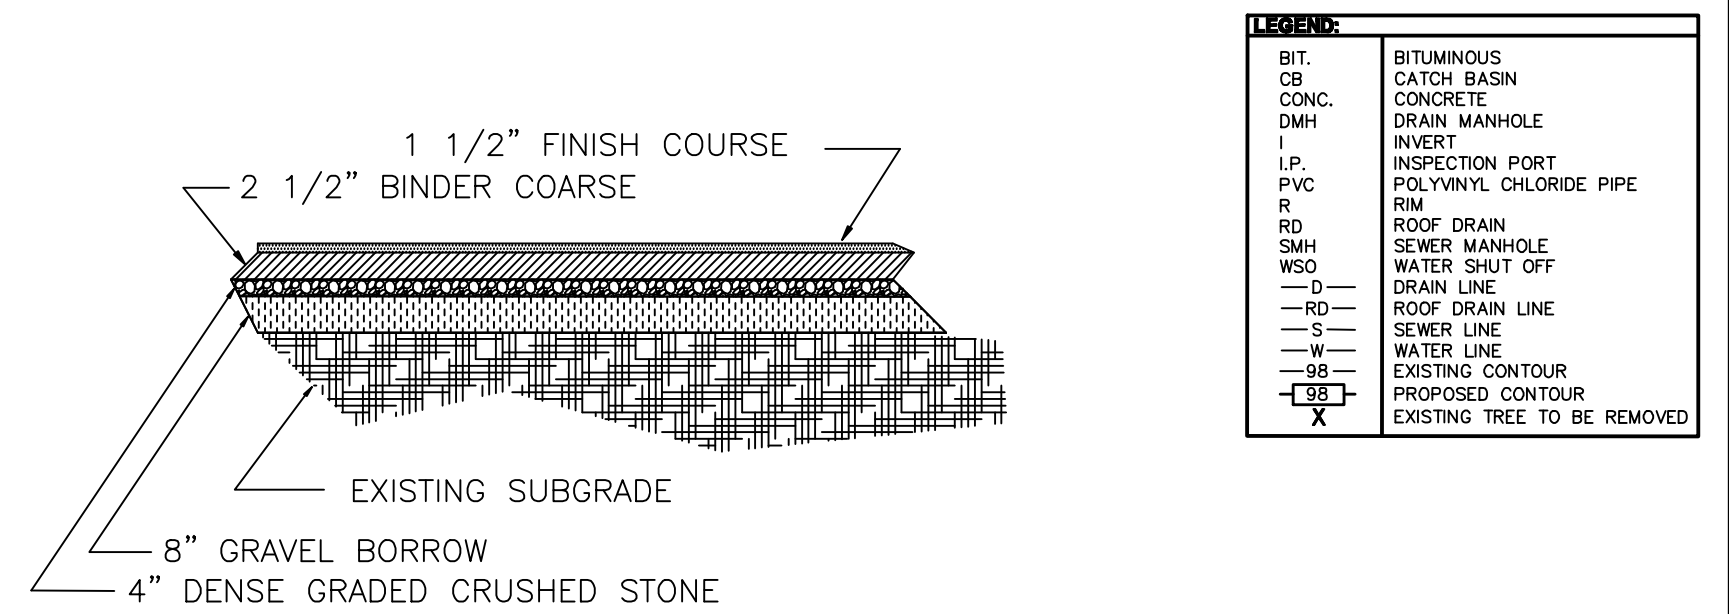 1 1/2” FINISH COURSE
2 1/2” BINDER COARSE
EXISTING SUBGRADE
8” GRAVEL BORROW
4” DENSE GRADED CRUSHED STONE
LEGEND:
BIT. BITUMINOUS
CB CATCH BASIN
CONC. CONCRETE
DMH DRAIN MANHOLE
I INVERT
I.P. INSPECTION PORT
PVC POLYVINYL CHLORIDE PIPE
R RIM
RD ROOF DRAIN
SMH SEWER MANHOLE
WSO WATER SHUT OFF
D DRAIN LINE
RD ROOF DRAIN LINE
S SEWER LINE
W WATER LINE
98 EXISTING CONTOUR
98 PROPOSED CONTOUR
X EXISTING TREE TO BE REMOVED